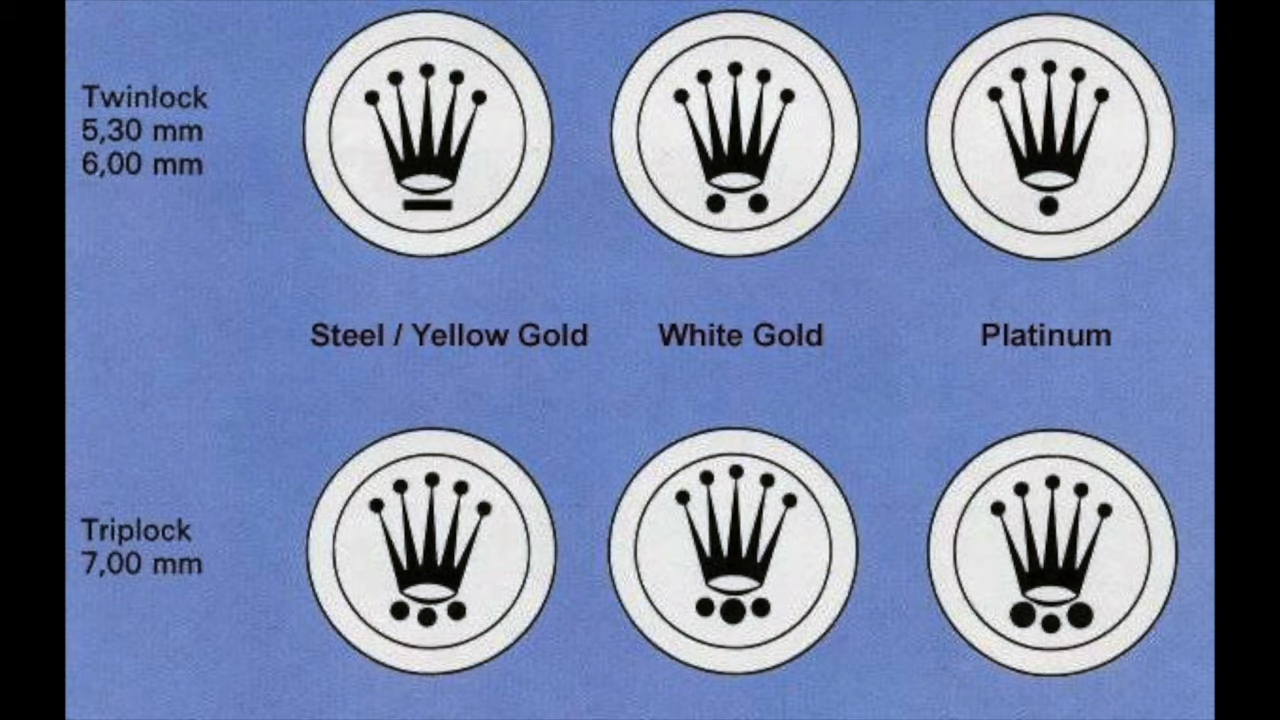 Twinlock
5,30 mm
6,00 mm
Steel / Yellow Gold
White Gold
Platinum
Triplock
7,00 mm